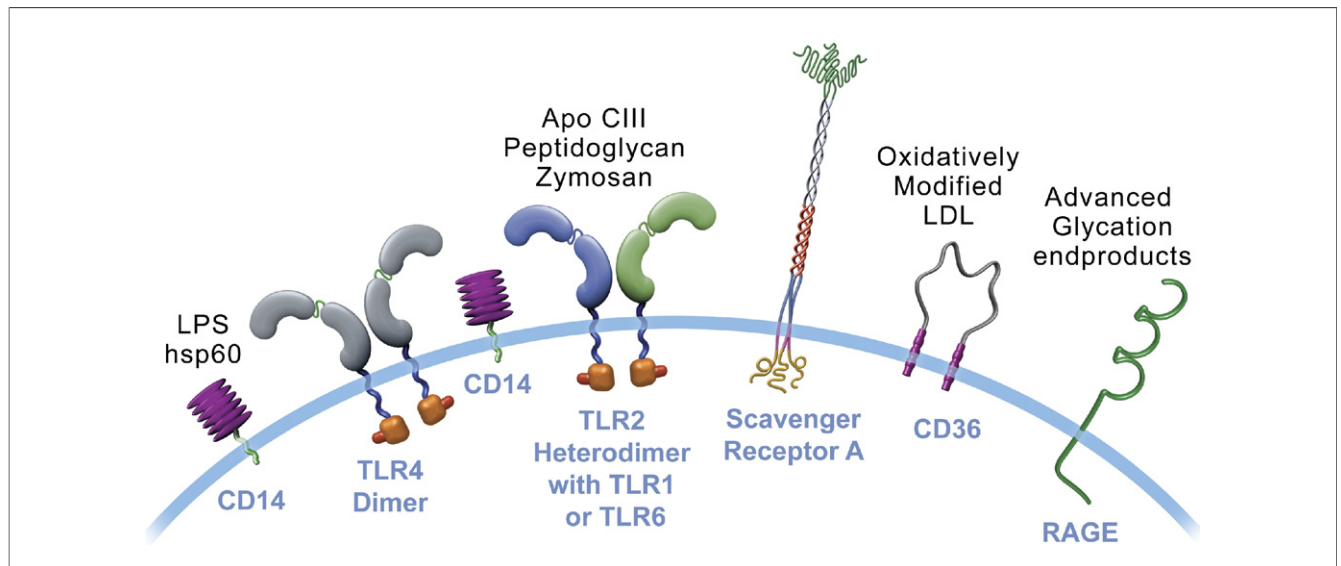 LPS
hsp60
CD14
TLR4
Dimer
CD14
Apo CIII
Peptidoglycan
Zymosan
TLR2
Heterodimer
with TLR1
or TLR6
Scavenger
Receptor A
Oxidatively
Modified
LDL
CD36
Advanced
Glycation
endproducts
RAGE